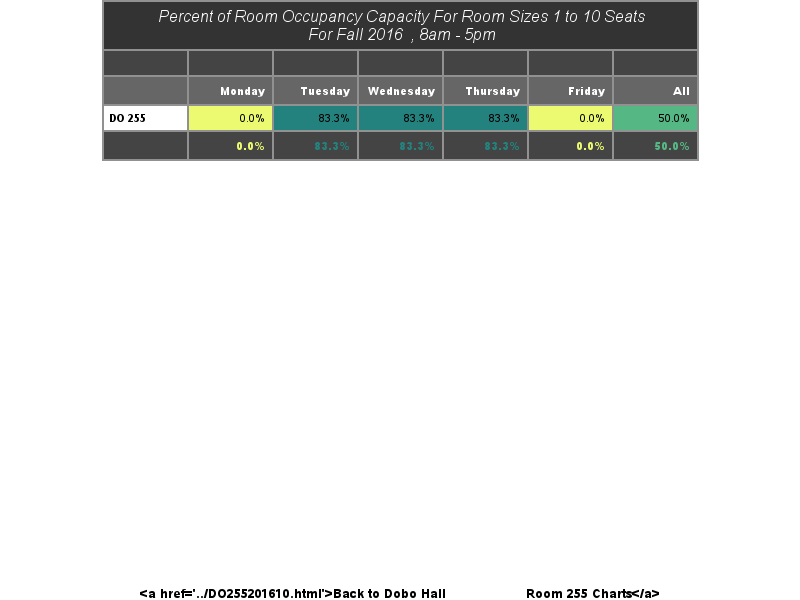 Percent of Room Occupancy Capacity For Room Sizes 1 to 10 Seats
For Fall 2016 , 8am - 5pm
Monday Tuesday Wednesday Thursday Friday All
DO 255 0.0% 83.3% 83.3% 83.3% 0.0% 50.0%
0.0% 83.3% 83.3% 83.3% 0.0% 50.0%
<a href='../DO255201610.html'>Back to Dobo Hall Room 255 Charts</a>